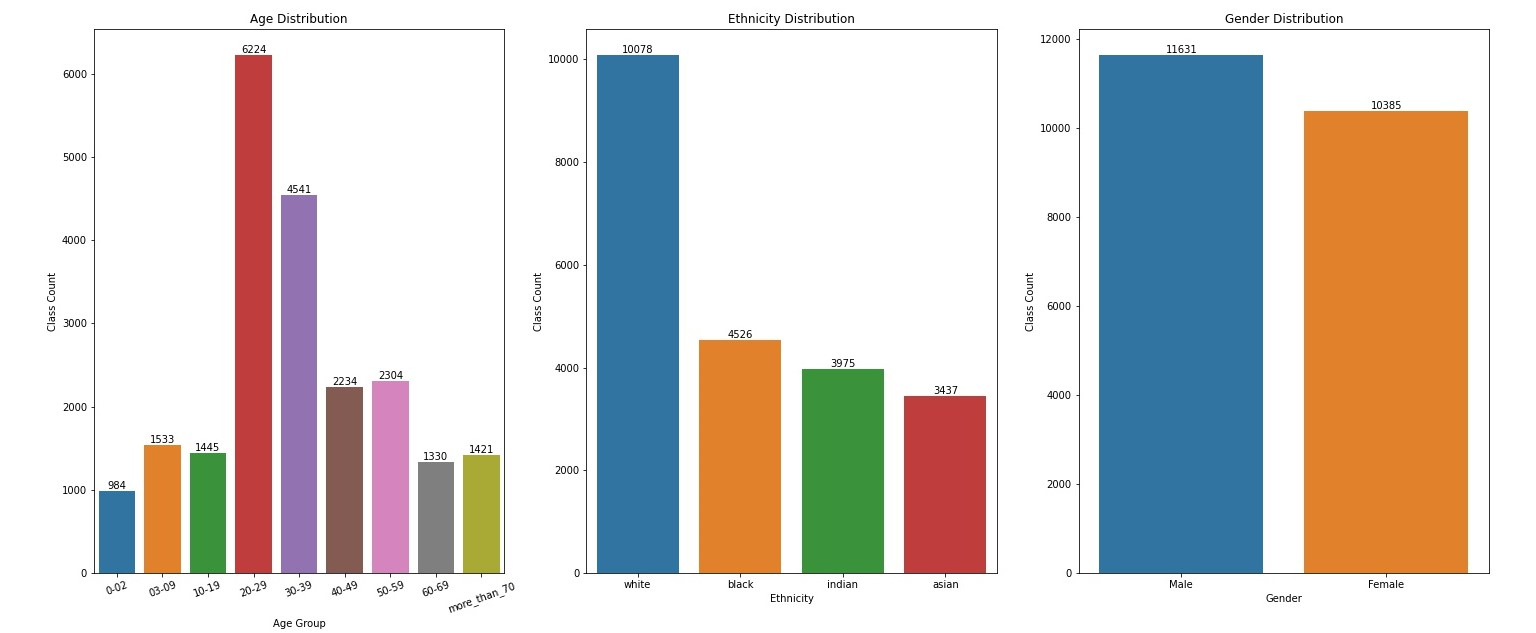 Age Distribution
6224
6000
5000
4541
4000
Class Count
3000
2304
2234
2000
1533
1445
1421
1330
1000
984
0
0-02
03-09
10-19
20-29
30-39
40-49
50-59
60-69
more_than_70
Age Group
Ethnicity Distribution
10078
10000
8000
6000
Class Count
4526
4000
3975
3437
2000
0
white
black
indian
asian
Ethnicity
Gender Distribution
12000
11631
10385
10000
8000
6000
Class Count
4000
2000
0
Male
Female
Gender